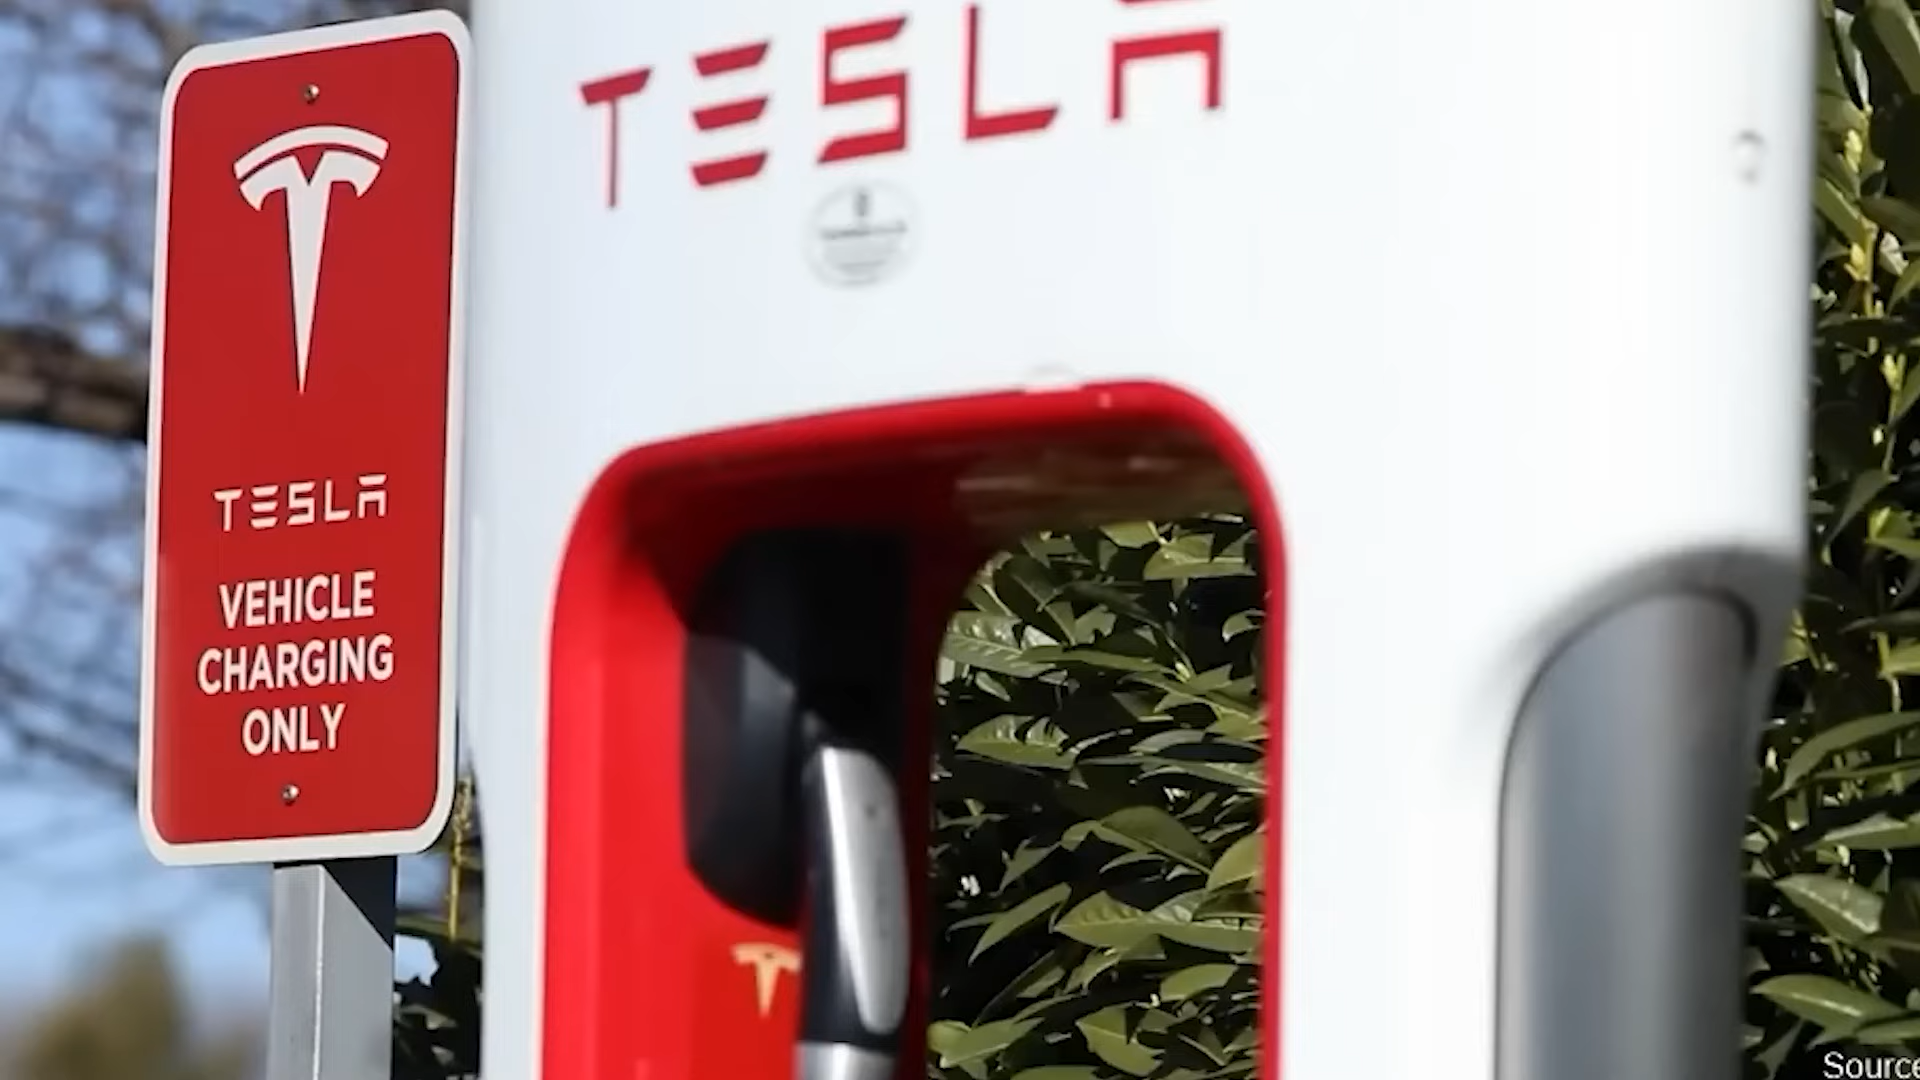 TESLA
TESLA
VEHICLE
CHARGING
ONLY
Source